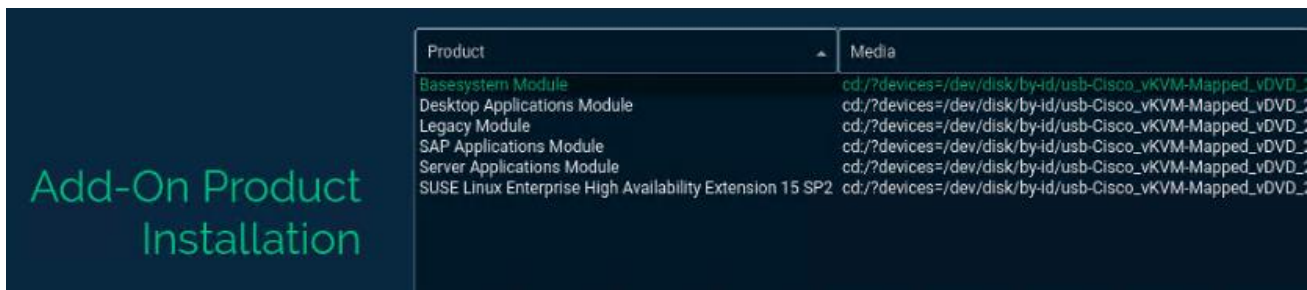 Product Media
Basesystem Module cd:/?devices=/dev/disk/by-id/usb-Cisco_vKVM-Mapped_vDVD_
Desktop Applications Module cd:/?devices=/dev/disk/by-id/usb-Cisco_vKVM-Mapped_vDVD_
Legacy Module cd:/?devices=/dev/disk/by-id/usb-Cisco_vKVM-Mapped_vDVD_
SAP Applications Module cd:/?devices=/dev/disk/by-id/usb-Cisco_vKVM-Mapped_vDVD_
Server Applications Module cd:/?devices=/dev/disk/by-id/usb-Cisco_vKVM-Mapped_vDVD_
SUSE Linux Enterprise High Availability Extension 15 SP2 cd:/?devices=/dev/disk/by-id/usb-Cisco_vKVM-Mapped_vDVD_
Add-On Product
Installation